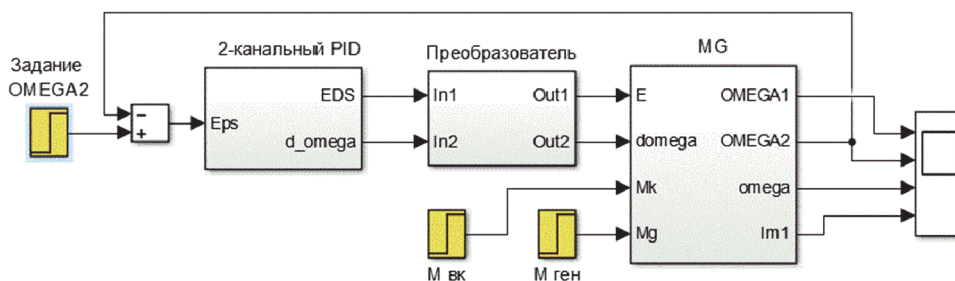 Задание
OMEGA2
2-канальный PID
Преобразователь
MG
−
+
Eps
EDS
d_omega
In1
In2
Out1
Out2
E
domega
Mk
Mg
OMEGA1
OMEGA2
omega
Im1
М вк
М ген